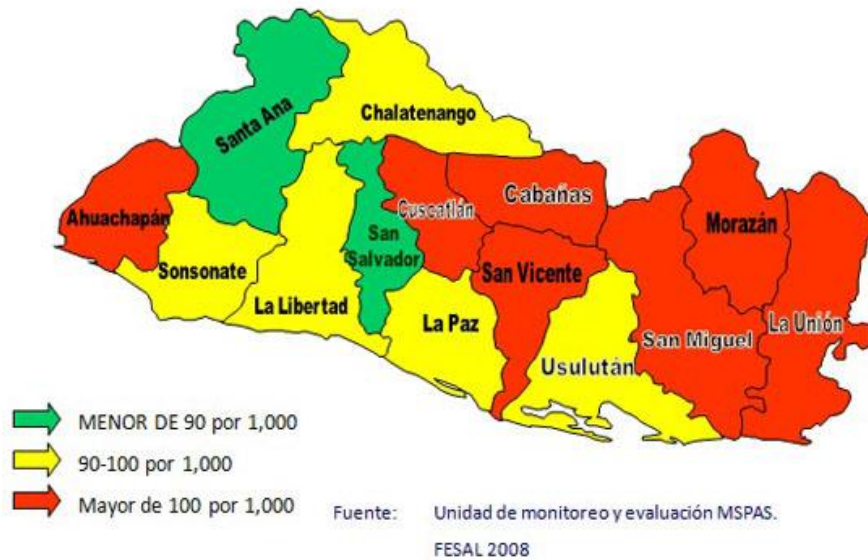 Santa Ana
Chalatenango
Ahuachapán
Cuscatlán
Cabañas
Morazán
Sonsonate
San
Salvador
San Vicente
La Libertad
La Paz
Usulután
San Miguel
La Unión
MENOR DE 90 por 1,000
90-100 por 1,000
Mayor de 100 por 1,000
Fuente: Unidad de monitoreo y evaluación MSPAS.
FESAL 2008